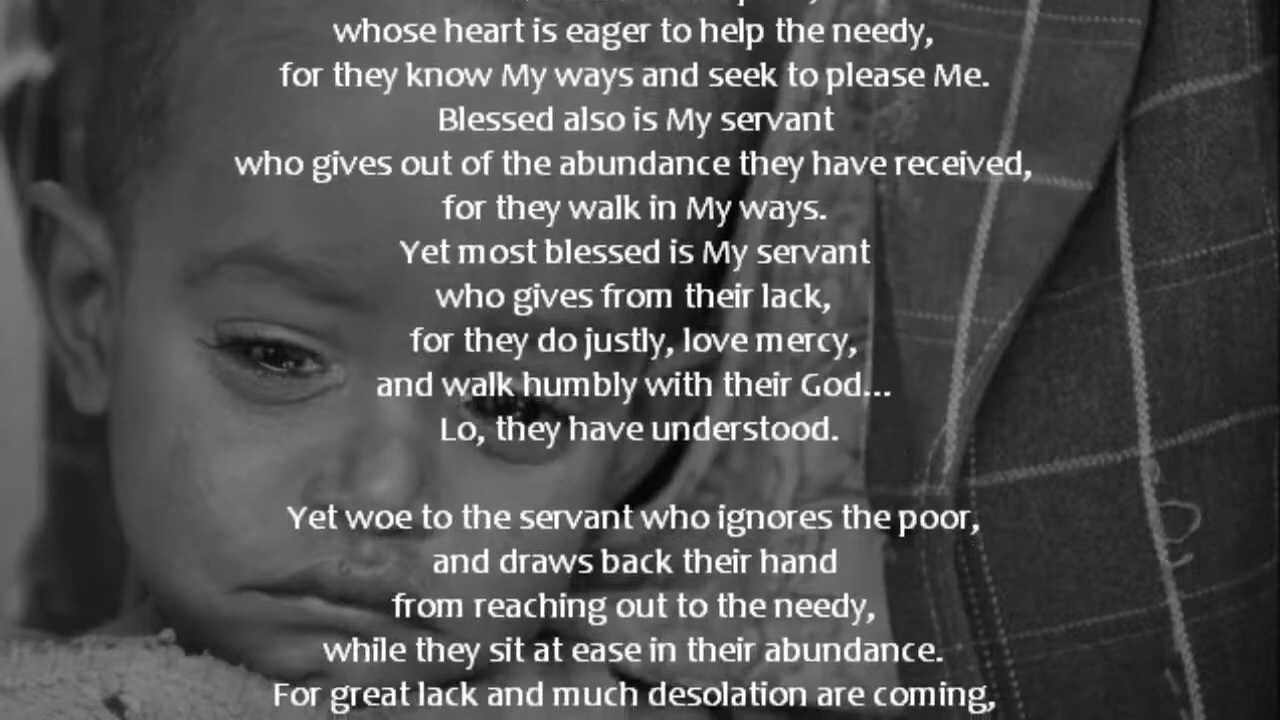 whose heart is eager to help the needy,
for they know My ways and seek to please Me.
Blessed also is My servant
who gives out of the abundance they have received,
for they walk in My ways.
Yet most blessed is My servant
who gives from their lack,
for they do justly, love mercy,
and walk humbly with their God...
Lo, they have understood.
Yet woe to the servant who ignores the poor,
and draws back their hand
from reaching out to the needy,
while they sit at ease in their abundance.
For great lack and much desolation are coming,